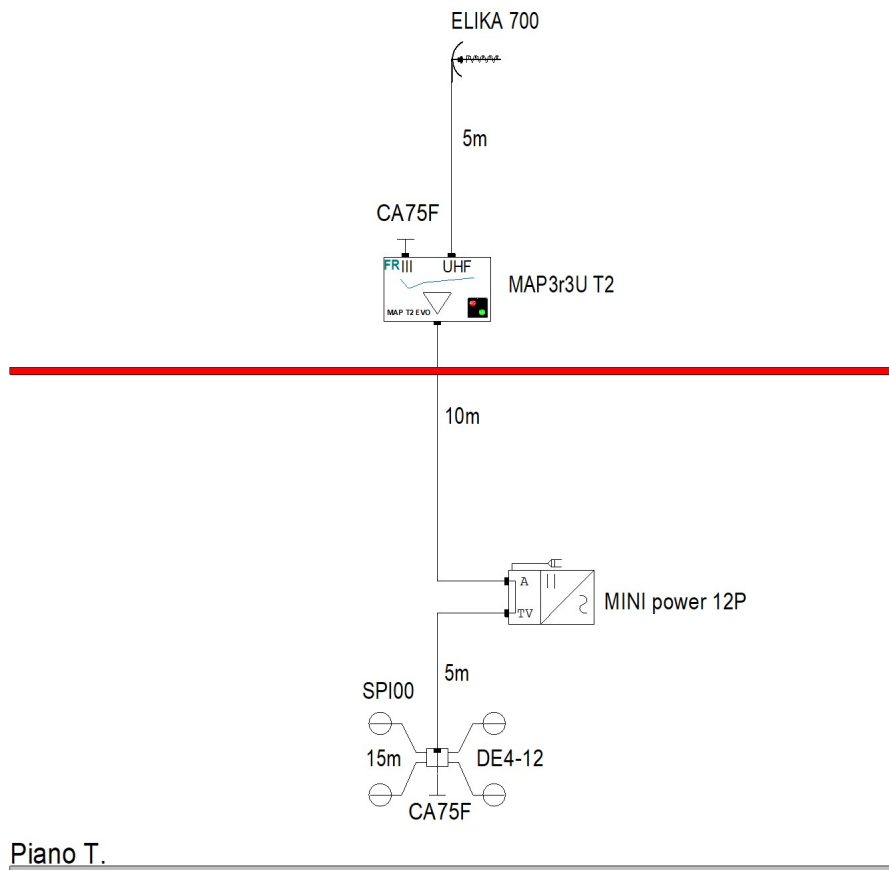 ELIKA 700
5m
CA75F
FR III UHF
MAP3r3U T2
MAP T2 EVO
10m
A
MINI power 12P
TV
5m
SPI00
15m
DE4-12
CA75F
Piano T.